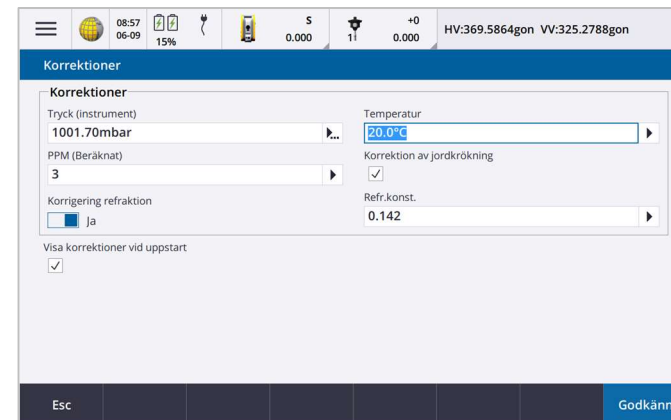 08:57
06-09
15%
S
0.000
1
+0
0.000
HV:369.5864gon VV:325.2788gon
Korrektioner
Korrektioner
Tryck (instrument)
Temperatur
1001.70mbar
20.0°C
PPM (Beräknat)
Korrektion av jordkrökning
3
Korrigering refraktion
Refr.konst.
Ja
0.142
Visa korrektioner vid uppstart
Esc
Godkänn